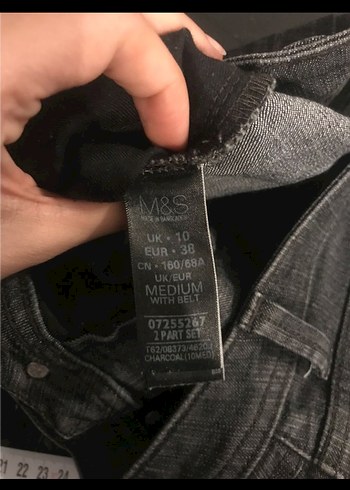 M&S
UK • 10
EUR • 38
CN • 160/68A
UK/EUR
MEDIUM
WITH BELT
07255267
2 PART SET
CHARCOAL(10MED)
21 22 23 24